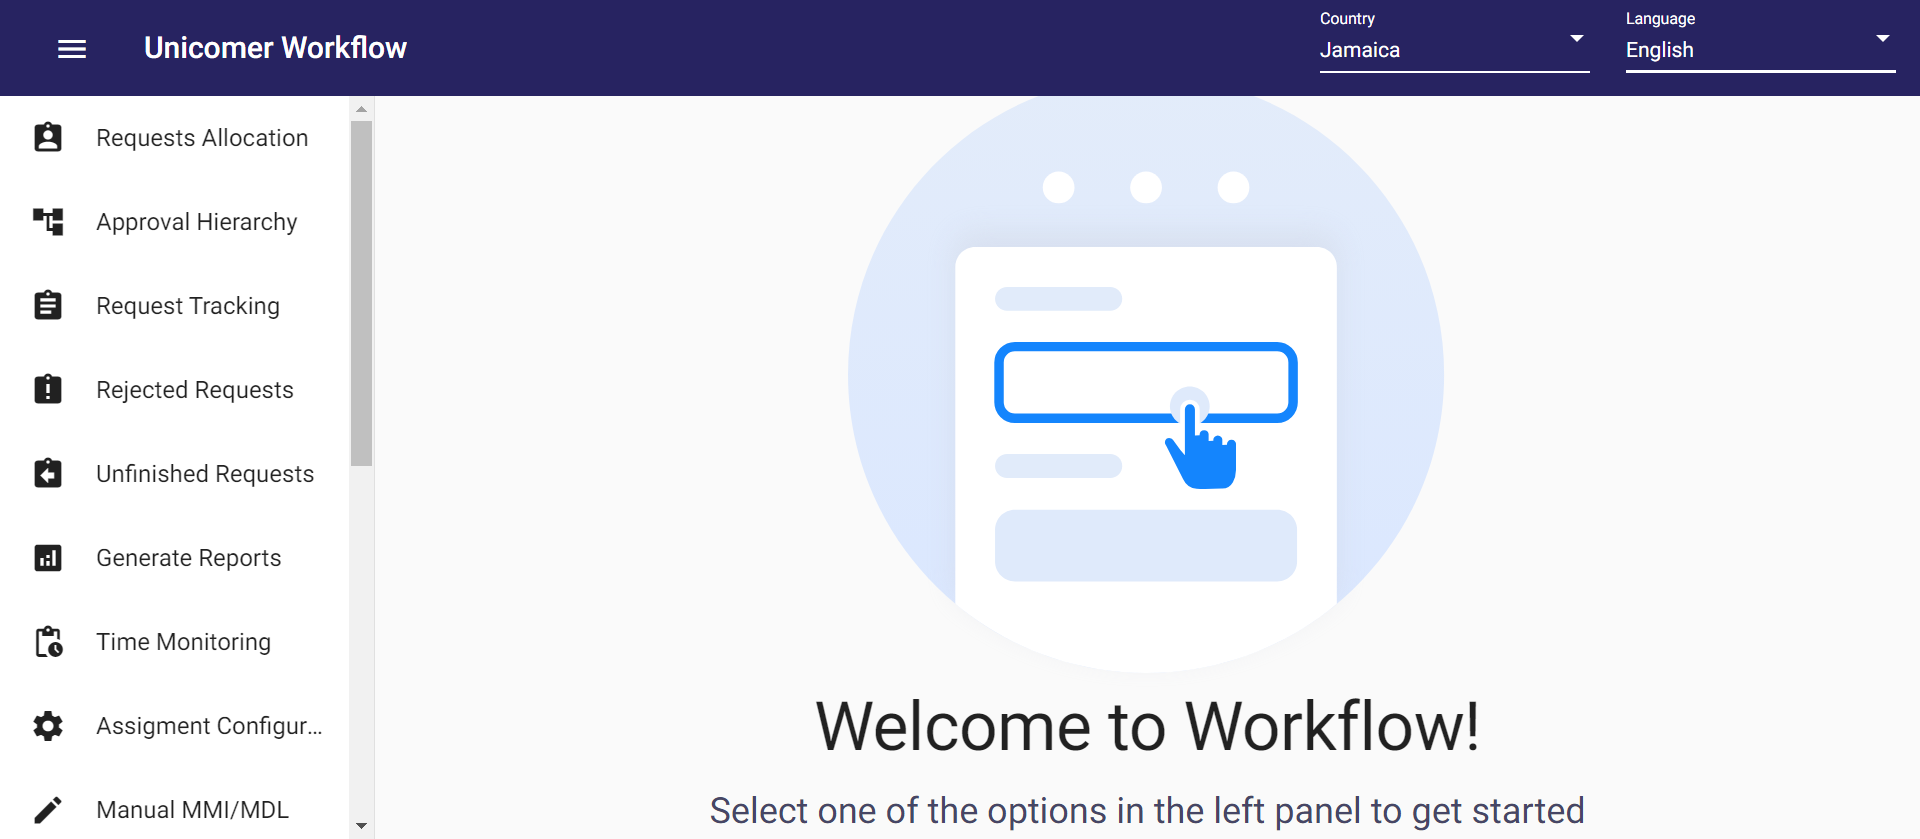 Unicomer Workflow
Country
Jamaica
Language
English
Requests Allocation
Approval Hierarchy
Request Tracking
Rejected Requests
Unfinished Requests
Generate Reports
Time Monitoring
Assigment Configur...
Manual MMI/MDL
Welcome to Workflow!
Select one of the options in the left panel to get started